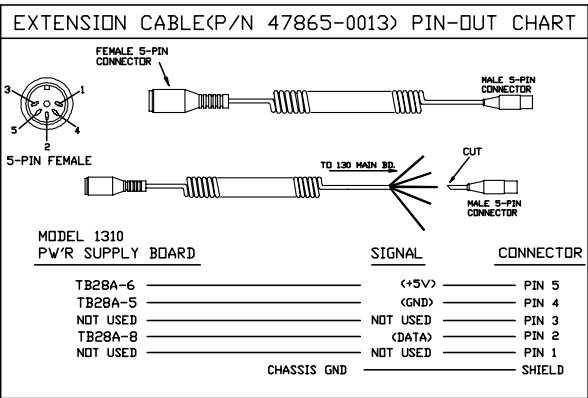 EXTENSION CABLE(P/N 47865-0013) PIN-OUT CHART
FEMALE 5-PIN
CONNECTOR
MALE 5-PIN
CONNECTOR
3
1
5
4
2
5-PIN FEMALE
TO 130 MAIN BD.
CUT
MALE 5-PIN
CONNECTOR
MODEL 1310
PW'R SUPPLY BOARD SIGNAL CONNECTOR
TB28A-6 (+5V) PIN 5
TB28A-5 (GND) PIN 4
NOT USED NOT USED PIN 3
TB28A-8 (DATA) PIN 2
NOT USED NOT USED PIN 1
CHASSIS GND SHIELD